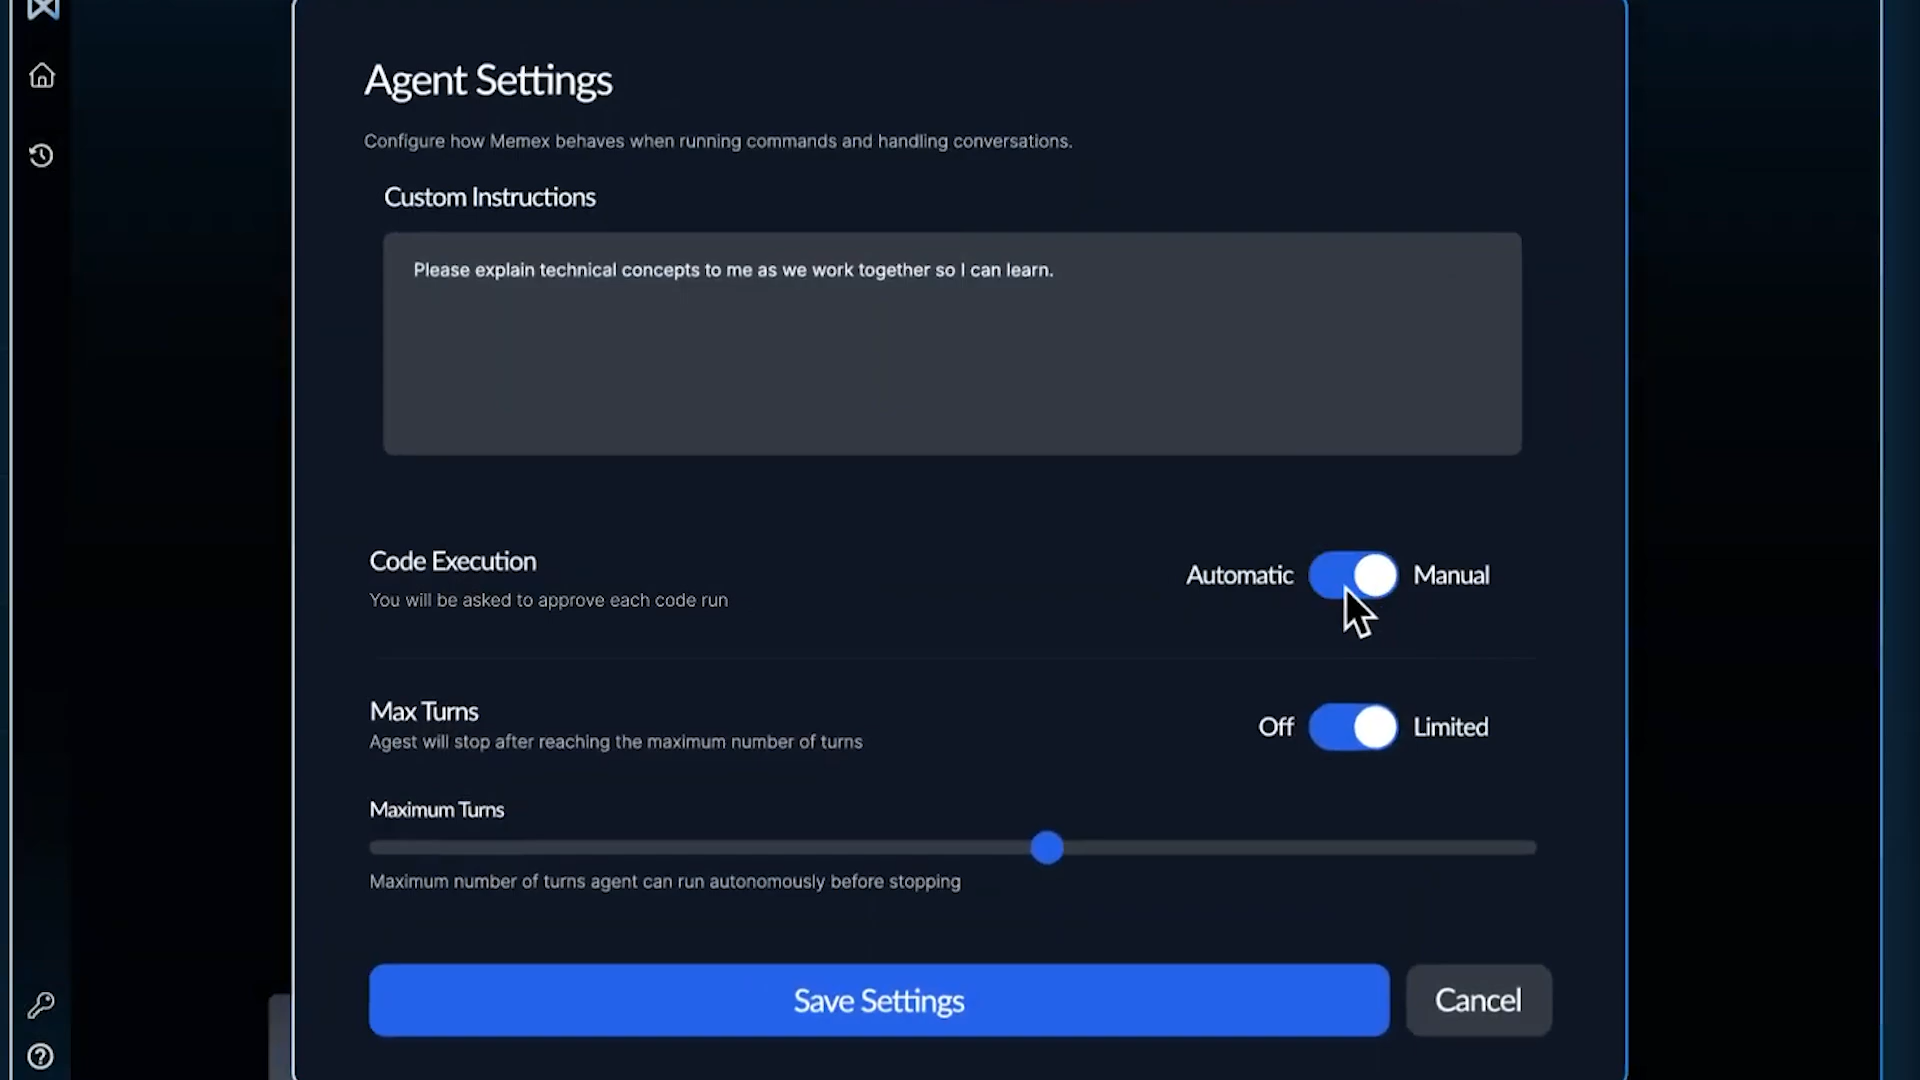 Agent Settings
Configure how Memex behaves when running commands and handling conversations.
Custom Instructions
Please explain technical concepts to me as we work together so I can learn.
Code Execution
You will be asked to approve each code run
Automatic
Manual
Max Turns
Agest will stop after reaching the maximum number of turns
Off
Limited
Maximum Turns
Maximum number of turns agent can run autonomously before stopping
Save Settings
Cancel